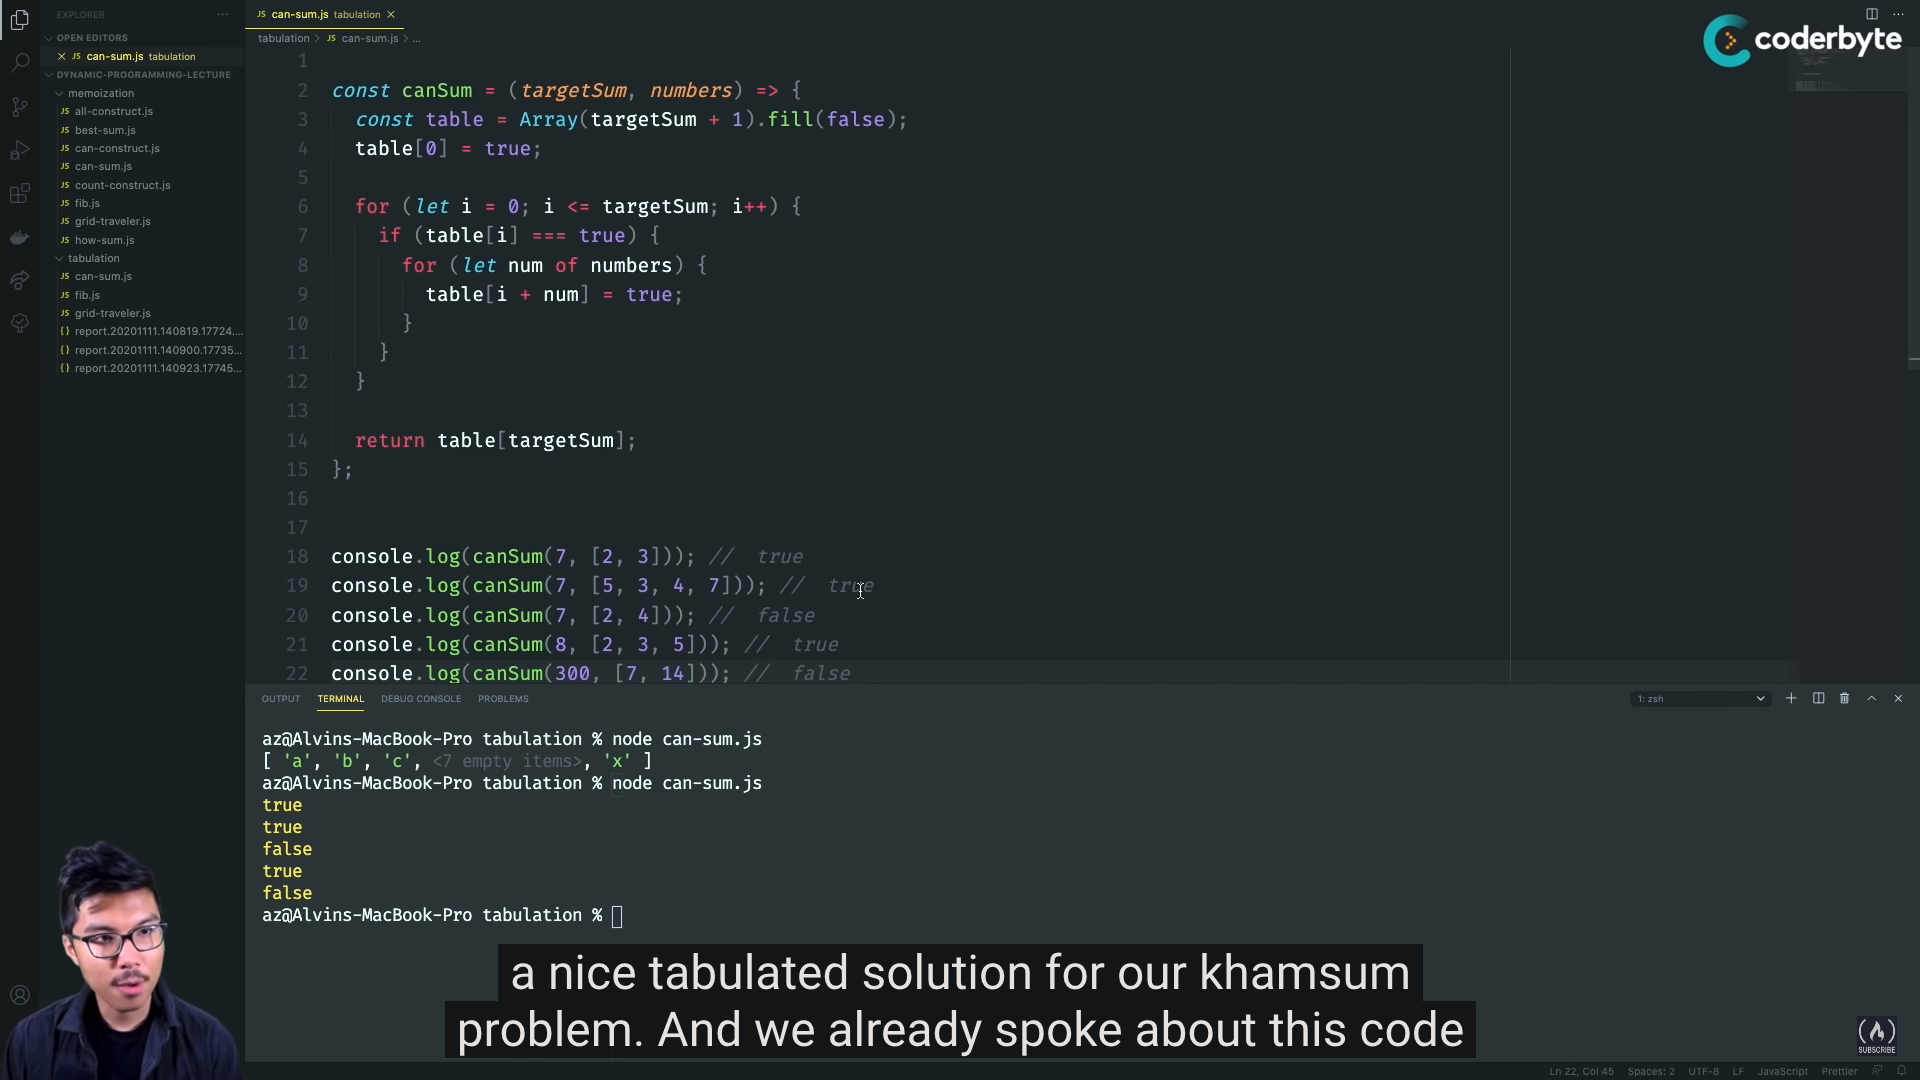 EXPLORER
OPEN EDITORS
can-sum.js tabulation
DYNAMIC-PROGRAMMING-LECTURE
memoization
JS all-construct.js
JS best-sum.js
JS can-construct.js
JS can-sum.js
JS count-construct.js
JS fib.js
JS grid-traveler.js
JS how-sum.js
tabulation
JS can-sum.js
JS fib.js
JS grid-traveler.js
{} report.20201111.140819.17724....
{} report.20201111.140900.17735...
{} report.20201111.140923.17745...
JS can-sum.js tabulation
tabulation > JS can-sum.js > ...
coderbyte
1
2 const canSum = (targetSum, numbers) => {
3 const table = Array(targetSum + 1).fill(false);
4 table[0] = true;
5
6 for (let i = 0; i <= targetSum; i++) {
7 if (table[i] === true) {
8 for (let num of numbers) {
9 table[i + num] = true;
10 }
11 }
12 }
13
14 return table[targetSum];
15 };
16
17
18 console.log(canSum(7, [2, 3])); // true
19 console.log(canSum(7, [5, 3, 4, 7])); // true
20 console.log(canSum(7, [2, 4])); // false
21 console.log(canSum(8, [2, 3, 5])); // true
22 console.log(canSum(300, [7, 14])); // false
OUTPUT TERMINAL DEBUG CONSOLE PROBLEMS
1: zsh
az@Alvins-MacBook-Pro tabulation % node can-sum.js
[ 'a', 'b', 'c', <7 empty items>, 'x' ]
az@Alvins-MacBook-Pro tabulation % node can-sum.js
true
true
false
true
false
az@Alvins-MacBook-Pro tabulation %
a nice tabulated solution for our khamsum
problem. And we already spoke about this code
SUBSCRIBE
Ln 22, Col 45 Spaces: 2 UTF-8 LF JavaScript Prettier